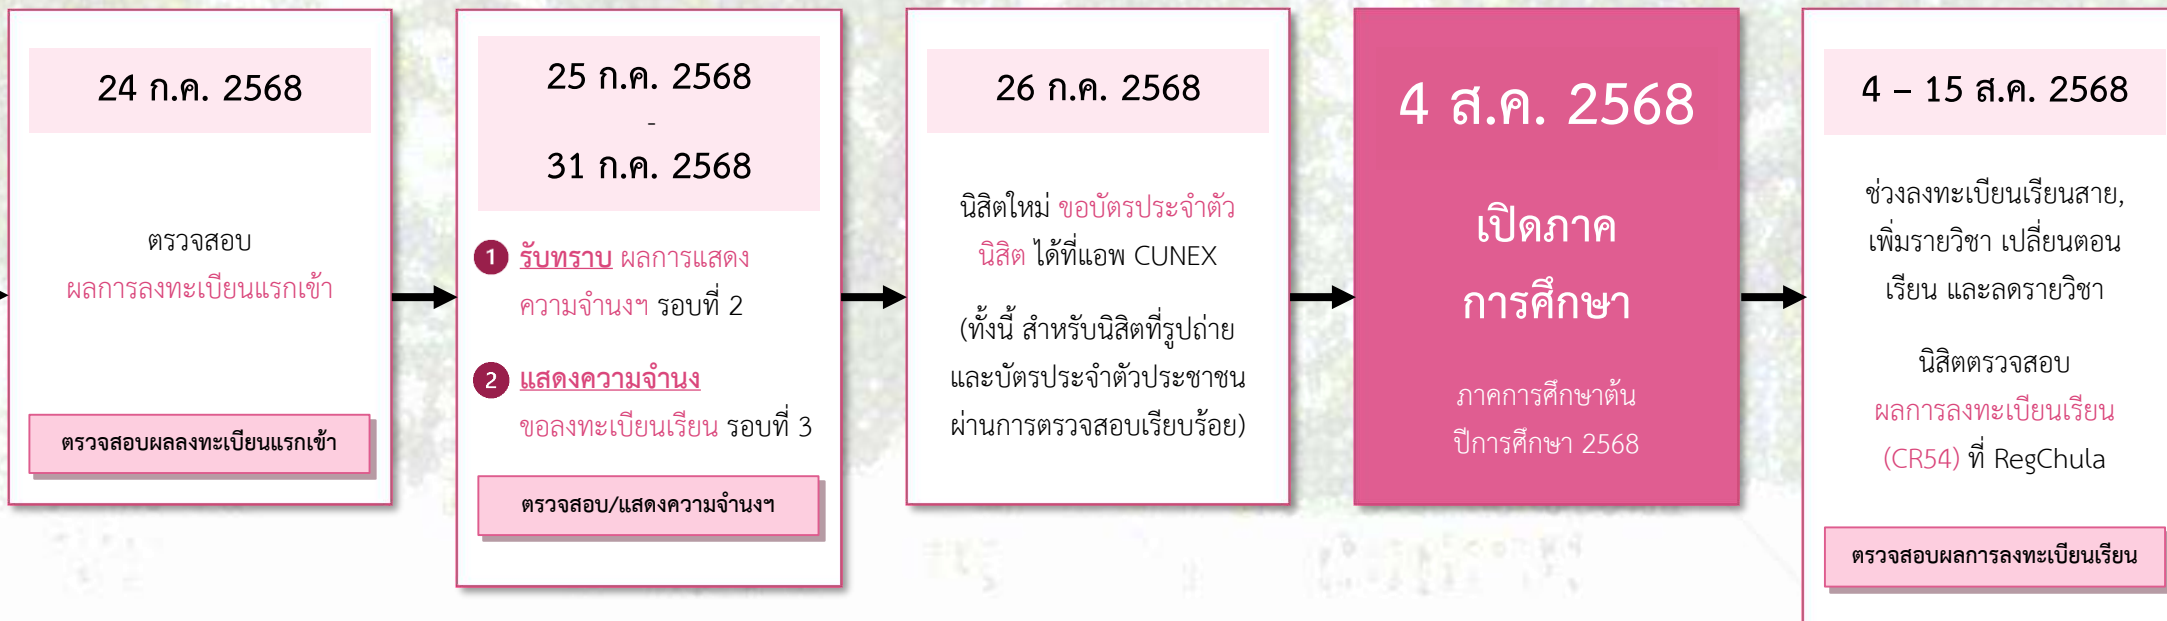 24 ก.ค. 2568
ตรวจสอบ
ผลการลงทะเบียนแรกเข้า
ตรวจสอบผลลงทะเบียนแรกเข้า
25 ก.ค. 2568
-
31 ก.ค. 2568
1 รับทราบ ผลการแสดง
ความจำนงฯ รอบที่ 2
2 แสดงความจำนง
ขอลงทะเบียนเรียน รอบที่ 3
ตรวจสอบ/แสดงความจำนงฯ
26 ก.ค. 2568
นิสิตใหม่ ขอบัตรประจำตัว
นิสิต ได้ที่แอพ CUNEX
(ทั้งนี้ สำหรับนิสิตที่รูปถ่าย
และบัตรประจำตัวประชาชน
ผ่านการตรวจสอบเรียบร้อย)
4 ส.ค. 2568
เปิดภาค
การศึกษา
ภาคการศึกษาต้น
ปีการศึกษา 2568
4 – 15 ส.ค. 2568
ช่วงลงทะเบียนเรียนสาย,
เพิ่มรายวิชา เปลี่ยนตอน
เรียน และลดรายวิชา
นิสิตตรวจสอบ
ผลการลงทะเบียนเรียน
(CR54) ที่ RegChula
ตรวจสอบผลการลงทะเบียนเรียน